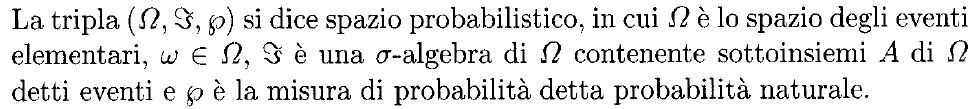 La tripla (Ω, ℑ, ℘) si dice spazio probabilistico, in cui Ω è lo spazio degli eventi
elementari, ω ∈ Ω, ℑ è una σ-algebra di Ω contenente sottoinsiemi A di Ω
detti eventi e ℘ è la misura di probabilità detta probabilità naturale.